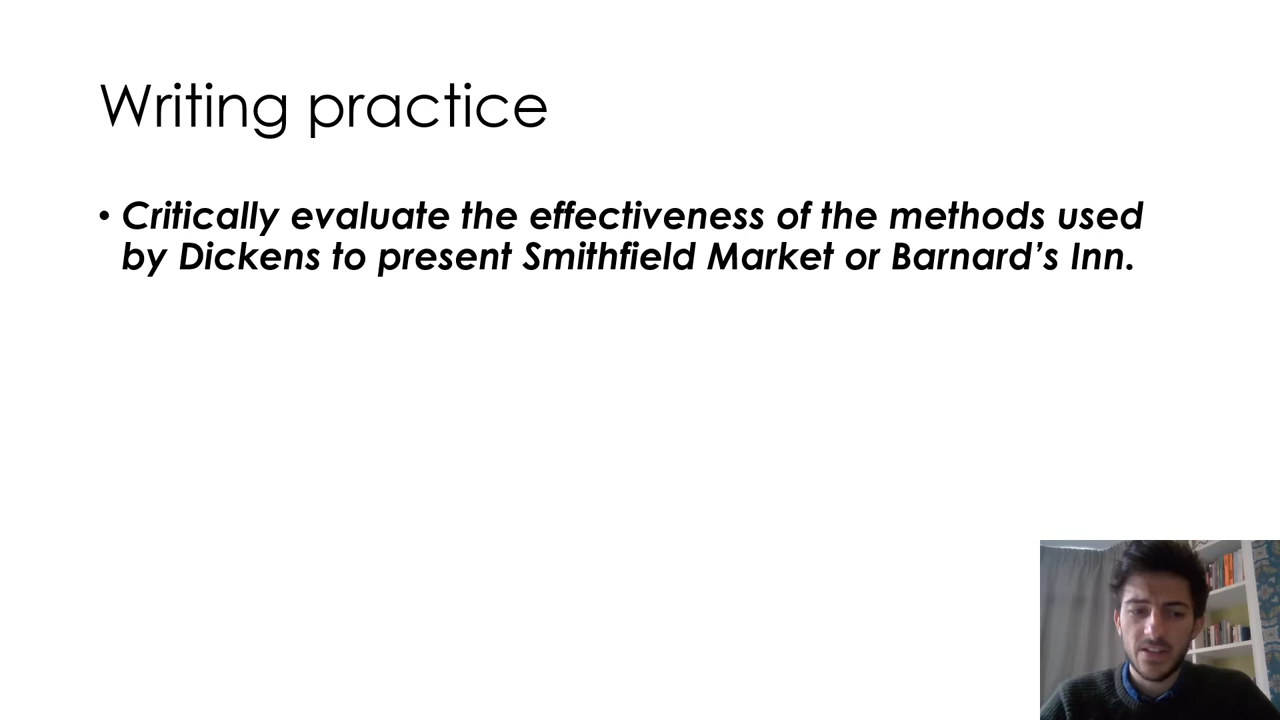 Writing practice
• Critically evaluate the effectiveness of the methods used
by Dickens to present Smithfield Market or Barnard’s Inn.